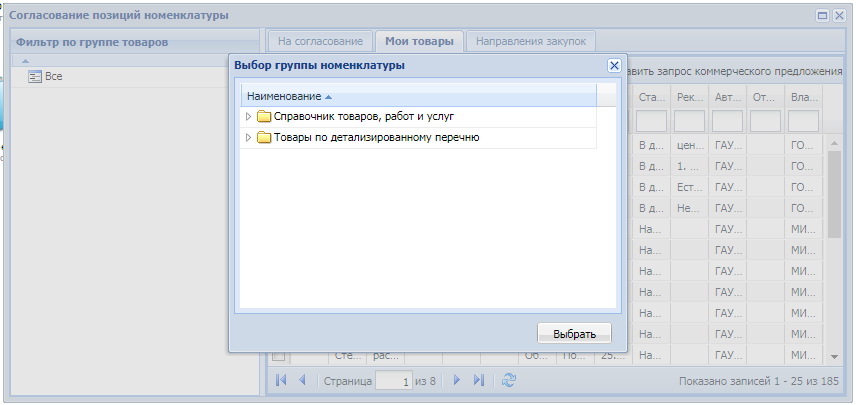 Согласование позиций номенклатуры
Фильтр по группе товаров
Все
На согласование
Мои товары
Направления закупок
авить запрос коммерческого предложения
Выбор группы номенклатуры
Наименование
Справочник товаров, работ и услуг
Товары по детализированному перечню
Выбрать
Ста... Рек... Авт... От... Вла...
В д... цен... ГАУ... ГО...
В д... 1. ... ГАУ... ГО...
В д... Ест... ГАУ... ГО...
В д... Не... ГАУ... ГО...
На... ГАУ... МИ...
На... ГАУ... МИ...
На... ГАУ... МИ...
На... ГАУ... МИ...
На... ГАУ... МИ...
На... ГАУ... МИ...
Сте... рас... Об... По... 25.... На... ГАУ... МИ...
Страница 1 из 8
Показано записей 1 - 25 из 185